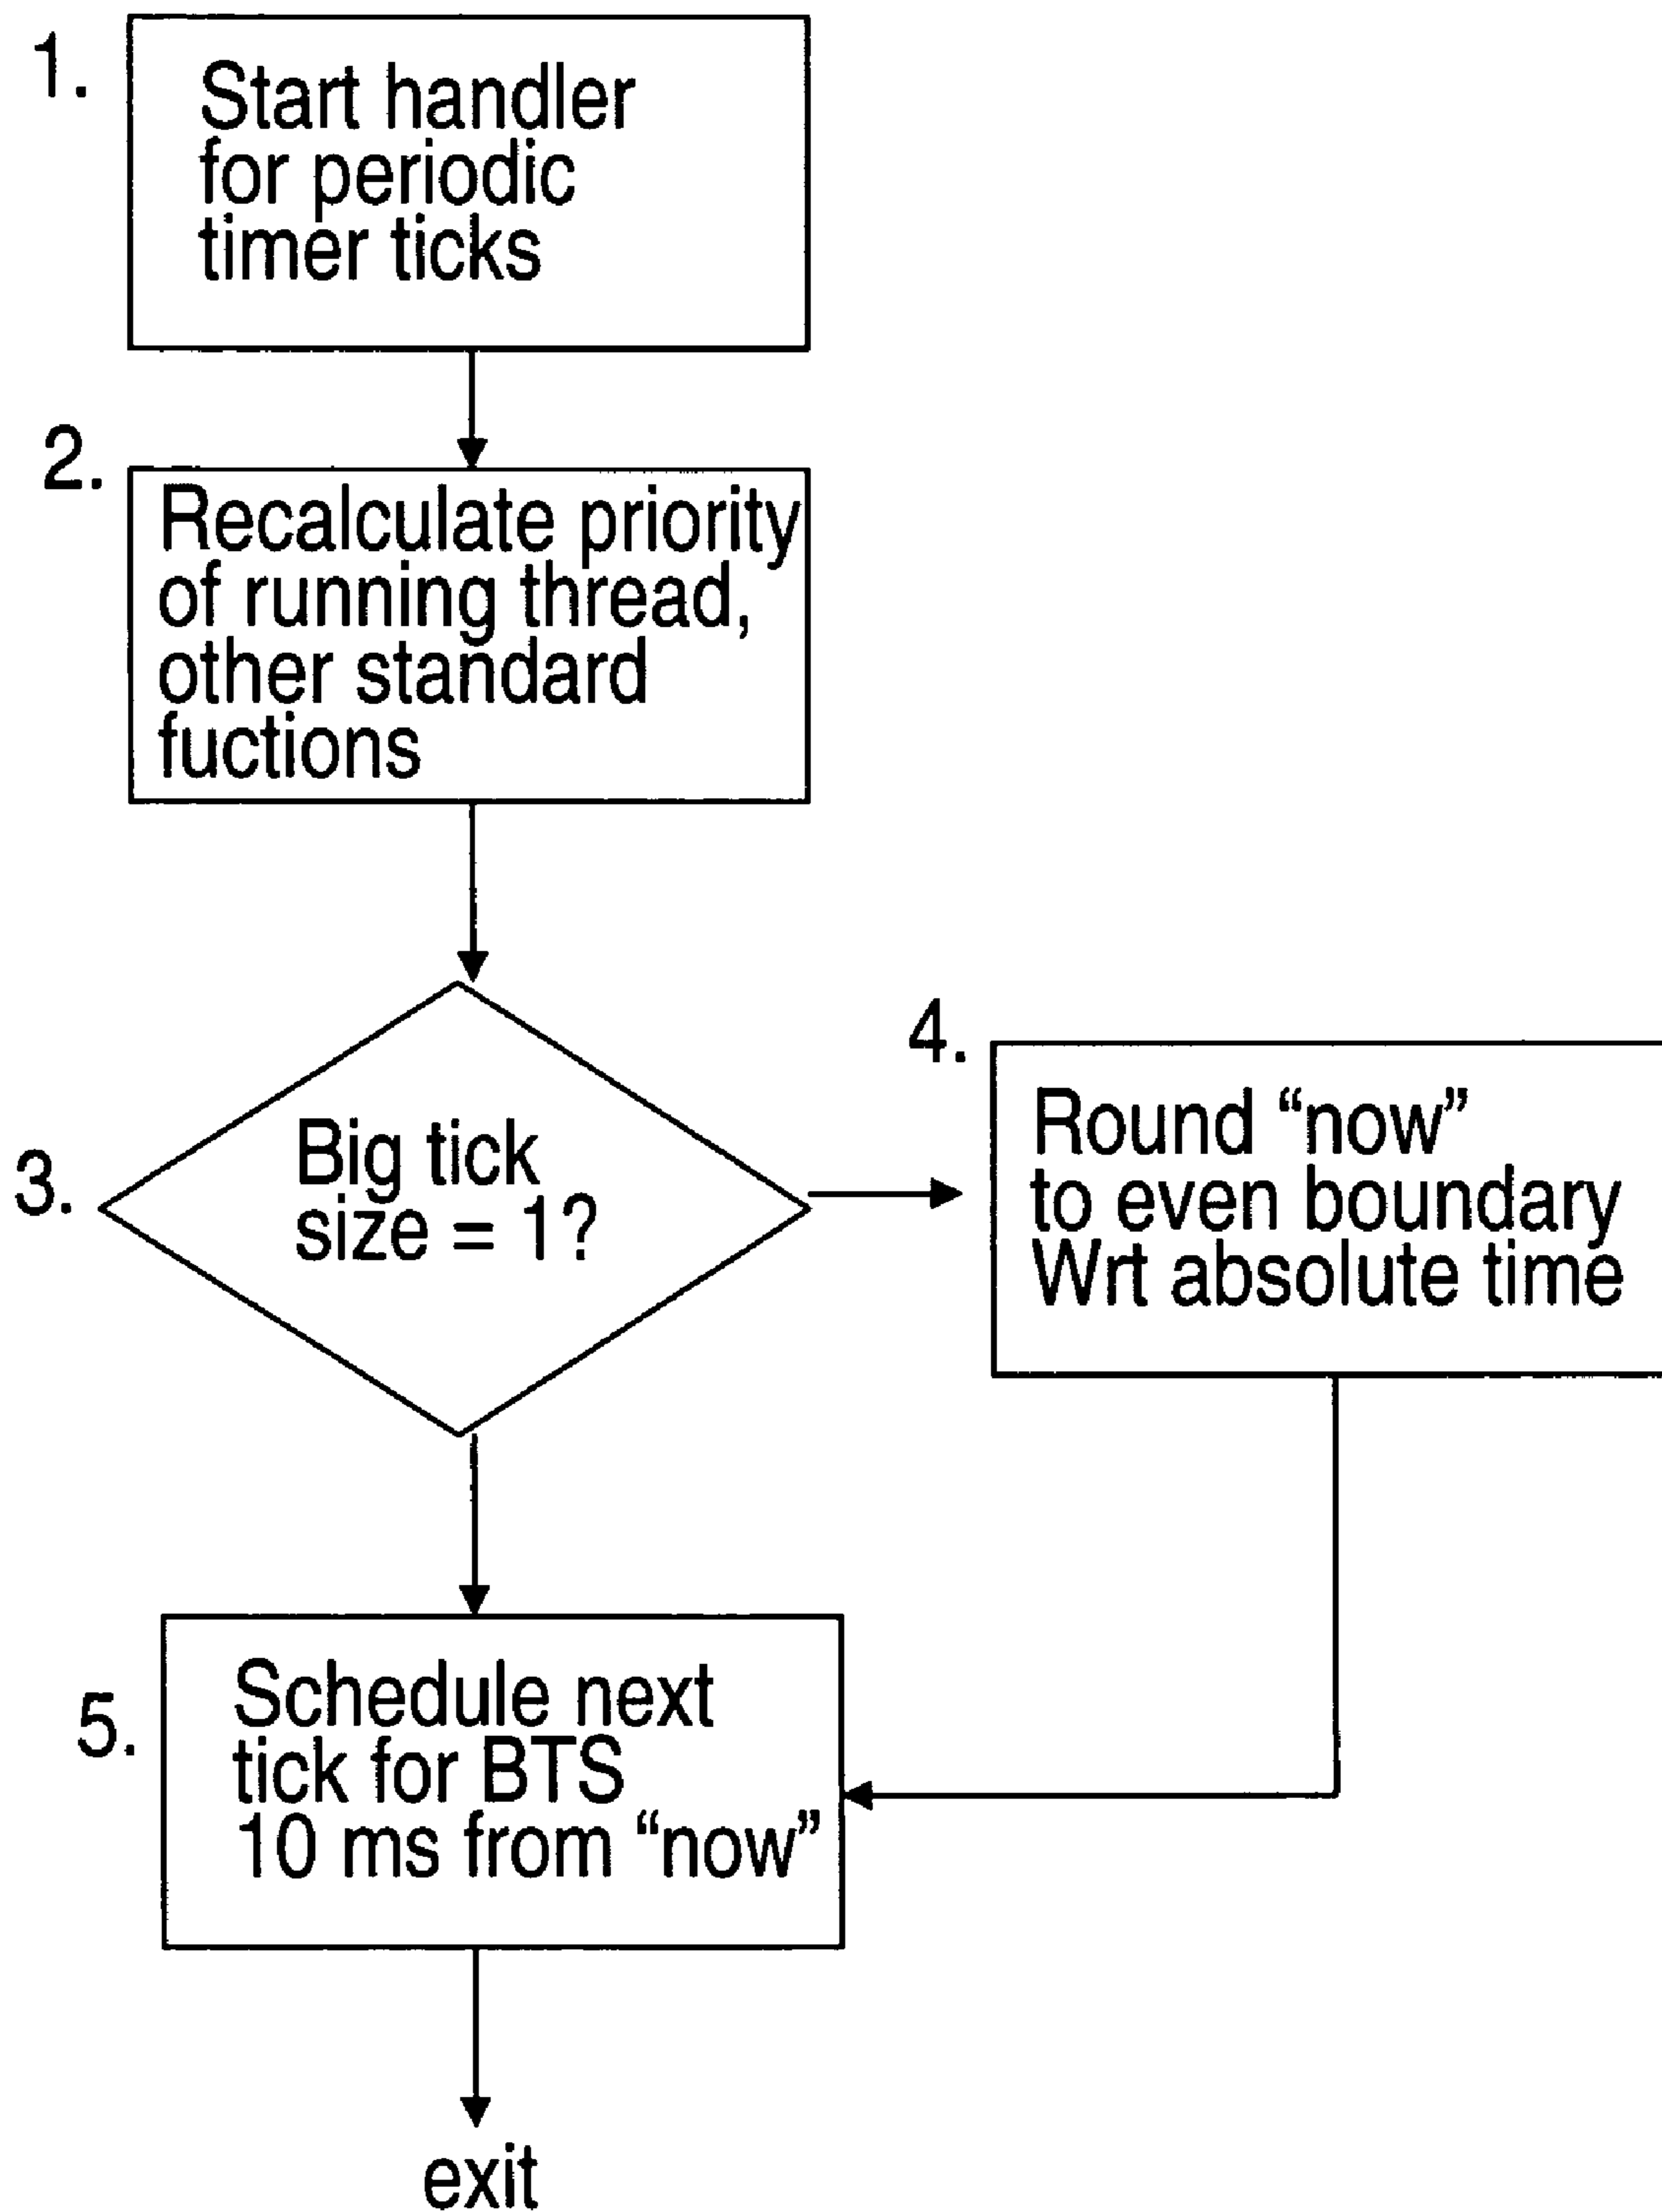 1.
Start handler
for periodic
timer ticks
2.
Recalculate priority
of running thread,
other standard
fuctions
3.
Big tick
size = 1?
4.
Round “now”
to even boundary
Wrt absolute time
5.
Schedule next
tick for BTS
10 ms from “now”
exit